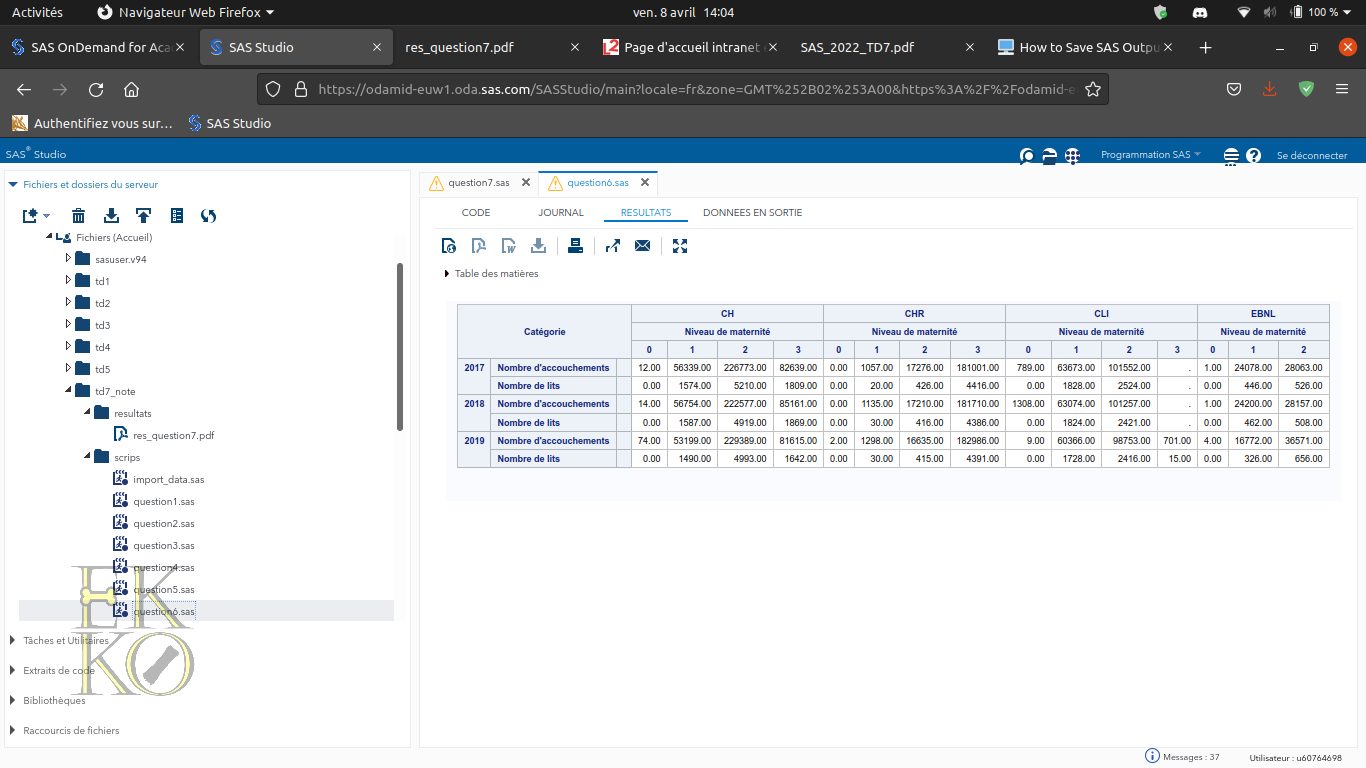 Activités Navigateur Web Firefox ven. 8 avril 14:04 100 %
SAS OnDemand for Aca SAS Studio res_question7.pdf Page d'accueil intranet SAS_2022_TD7.pdf How to Save SAS Outpu
https://odamid-euw1.oda.sas.com/SASStudio/main?locale=fr&zone=GMT%252B02%253A00&https%3A%2F%2Fodamid-e
Authentifiez vous sur… SAS Studio
SAS® Studio Programmation SAS Se déconnecter
Fichiers et dossiers du serveur
Fichiers (Accueil)
sasuser.v94
td1
td2
td3
td4
td5
td7_note
resultats
res_question7.pdf
scrips
import_data.sas
question1.sas
question2.sas
question3.sas
question4.sas
question5.sas
question6.sas
Tâches et Utilitaires
Extraits de code
Bibliothèques
Raccourcis de fichiers
EK
KO
question7.sas question6.sas
CODE JOURNAL RESULTATS DONNEES EN SORTIE
Table des matières
Catégorie CH CHR CLI EBNL
Niveau de maternité Niveau de maternité Niveau de maternité Niveau de maternité
0 1 2 3 0 1 2 3 0 1 2 3 0 1 2
2017 Nombre d'accouchements 12.00 56339.00 226773.00 82639.00 0.00 1057.00 17276.00 181001.00 789.00 63673.00 101552.00 . 1.00 24078.00 28063.00
Nombre de lits 0.00 1574.00 5210.00 1809.00 0.00 20.00 426.00 4416.00 0.00 1828.00 2524.00 . 0.00 446.00 526.00
2018 Nombre d'accouchements 14.00 56754.00 222577.00 85161.00 0.00 1135.00 17210.00 181710.00 1308.00 63074.00 101257.00 . 1.00 24200.00 28157.00
Nombre de lits 0.00 1587.00 4919.00 1869.00 0.00 30.00 416.00 4386.00 0.00 1824.00 2421.00 . 0.00 462.00 508.00
2019 Nombre d'accouchements 74.00 53199.00 229389.00 81615.00 2.00 1298.00 16635.00 182986.00 9.00 60366.00 98753.00 701.00 4.00 16772.00 36571.00
Nombre de lits 0.00 1490.00 4993.00 1642.00 0.00 30.00 415.00 4391.00 0.00 1728.00 2416.00 15.00 0.00 326.00 656.00
Messages : 37 Utilisateur : u60764698